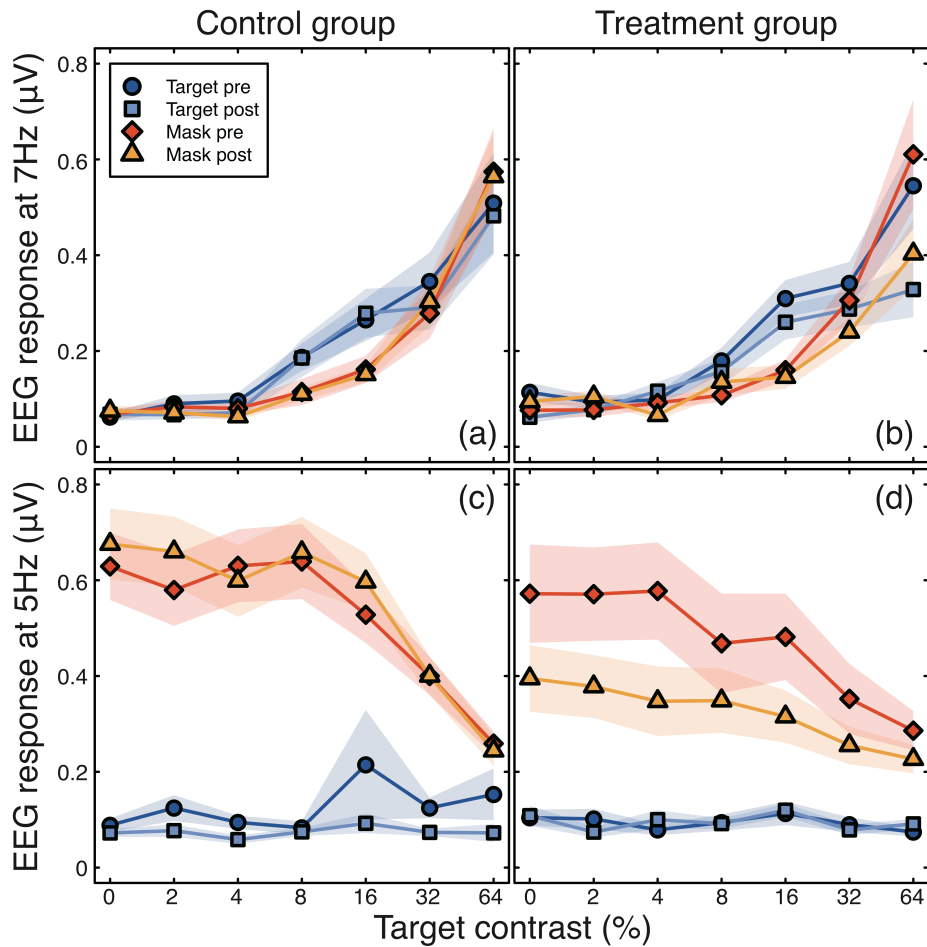 Control group
Treatment group
EEG response at 7Hz (µV)
0.8
0.6
0.4
0.2
0
Target pre
Target post
Mask pre
Mask post
(a)
(b)
EEG response at 5Hz (µV)
0.8
0.6
0.4
0.2
0
(c)
(d)
0 2 4 8 16 32 64
0 2 4 8 16 32 64
Target contrast (%)